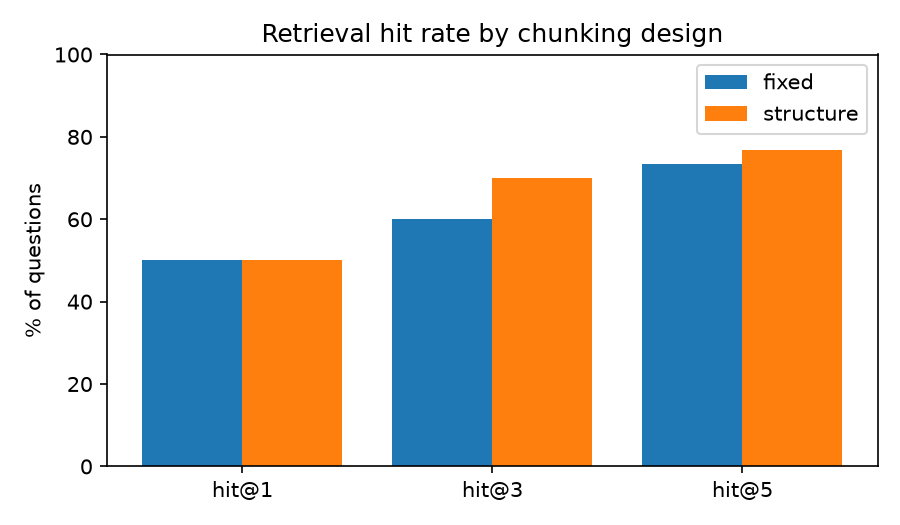 Retrieval hit rate by chunking design
% of questions
100
80
60
40
20
0
fixed
structure
hit@1
hit@3
hit@5